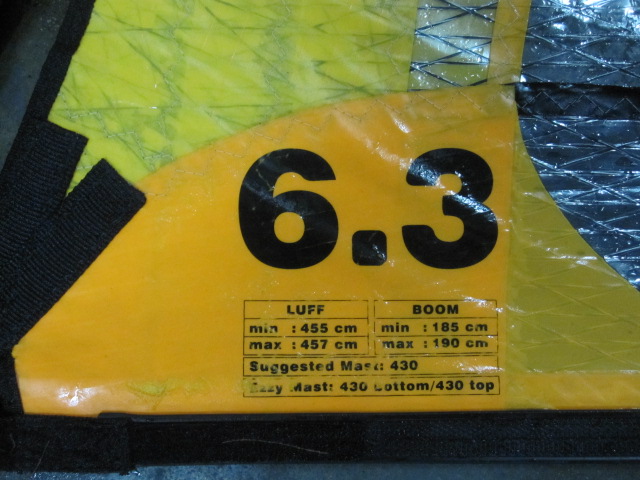 6.3
LUFF BOOM
min : 455 cm min : 185 cm
max : 457 cm max : 190 cm
Suggested Mast: 430
Easy Mast: 430 bottom/430 top